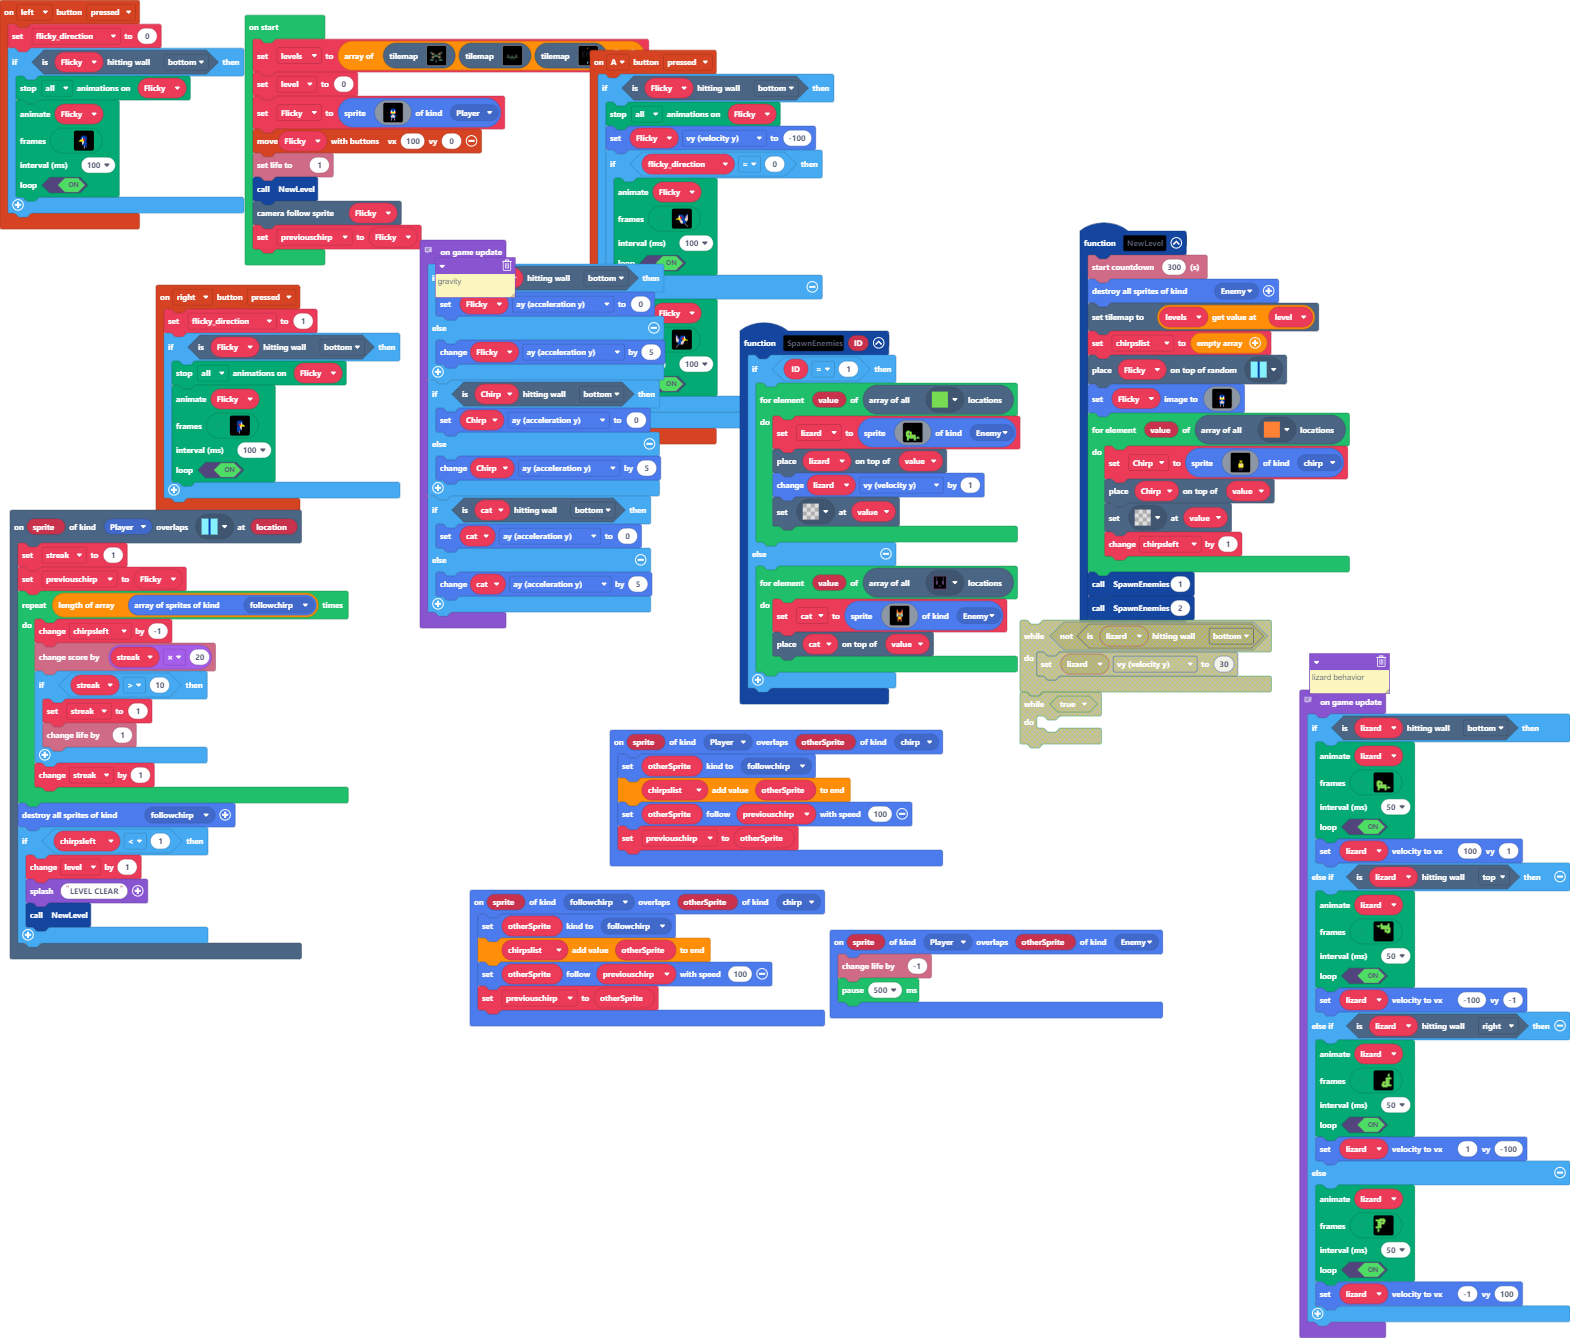 on left button pressed
set flicky_direction to 0
if is Flicky hitting wall bottom then
stop all animations on Flicky
animate Flicky
frames
interval (ms) 100
loop ON
on start
set levels to array of tilemap tilemap tilemap
set level to 0
set Flicky to sprite of kind Player
move Flicky with buttons vx 100 vy 0
set life to 1
call NewLevel
camera follow sprite Flicky
set previouschirp to Flicky
on A button pressed
if is Flicky hitting wall bottom then
stop all animations on Flicky
set Flicky vy (velocity y) to -100
if flicky_direction = 0 then
animate Flicky
frames
interval (ms) 100
loop ON
Flicky
100
ON
on right button pressed
set flicky_direction to 1
if is Flicky hitting wall bottom then
stop all animations on Flicky
animate Flicky
frames
interval (ms) 100
loop ON
on game update
gravity
hitting wall bottom then
set Flicky ay (acceleration y) to 0
else
change Flicky ay (acceleration y) by 5
if is Chirp hitting wall bottom then
set Chirp ay (acceleration y) to 0
else
change Chirp ay (acceleration y) by 5
if is cat hitting wall bottom then
set cat ay (acceleration y) to 0
else
change cat ay (acceleration y) by 5
function SpawnEnemies ID
if ID = 1 then
for element value of array of all locations
do
set lizard to sprite of kind Enemy
place lizard on top of value
change lizard vy (velocity y) by 1
set at value
else
for element value of array of all locations
do
set cat to sprite of kind Enemy
place cat on top of value
function NewLevel
start countdown 300 (s)
destroy all sprites of kind Enemy
set tilemap to levels get value at level
set chirpslist to empty array
place Flicky on top of random
set Flicky image to
for element value of array of all locations
do
set Chirp to sprite of kind chirp
place Chirp on top of value
set at value
change chirpsleft by 1
call SpawnEnemies 1
call SpawnEnemies 2
while not is lizard hitting wall bottom
do set lizard vy (velocity y) to 30
while true
do
on sprite of kind Player overlaps at location
set streak to 1
set previouschirp to Flicky
repeat length of array array of sprites of kind followchirp times
do
change chirpsleft by -1
change score by streak x 20
if streak > 10 then
set streak to 1
change life by 1
change streak by 1
destroy all sprites of kind followchirp
if chirpsleft < 1 then
change level by 1
splash "LEVEL CLEAR"
call NewLevel
on sprite of kind Player overlaps otherSprite of kind chirp
set otherSprite kind to followchirp
chirpslist add value otherSprite to end
set otherSprite follow previouschirp with speed 100
set previouschirp to otherSprite
on sprite of kind followchirp overlaps otherSprite of kind chirp
set otherSprite kind to followchirp
chirpslist add value otherSprite to end
set otherSprite follow previouschirp with speed 100
set previouschirp to otherSprite
on sprite of kind Player overlaps otherSprite of kind Enemy
change life by -1
pause 500 ms
lizard behavior
on game update
if is lizard hitting wall bottom then
animate lizard
frames
interval (ms) 50
loop ON
set lizard velocity to vx 100 vy 1
else if is lizard hitting wall top then
animate lizard
frames
interval (ms) 50
loop ON
set lizard velocity to vx -100 vy -1
else if is lizard hitting wall right then
animate lizard
frames
interval (ms) 50
loop ON
set lizard velocity to vx 1 vy -100
else
animate lizard
frames
interval (ms) 50
loop ON
set lizard velocity to vx -1 vy 100